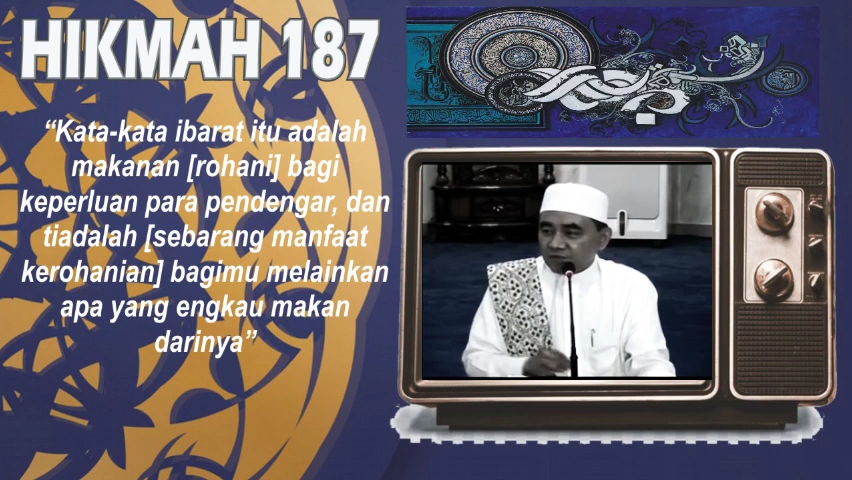 HIKMAH 187
“Kata-kata ibarat itu adalah
makanan [rohani] bagi
keperluan para pendengar, dan
tiadalah [sebarang manfaat
kerohanian] bagimu melainkan
apa yang engkau makan
darinya”